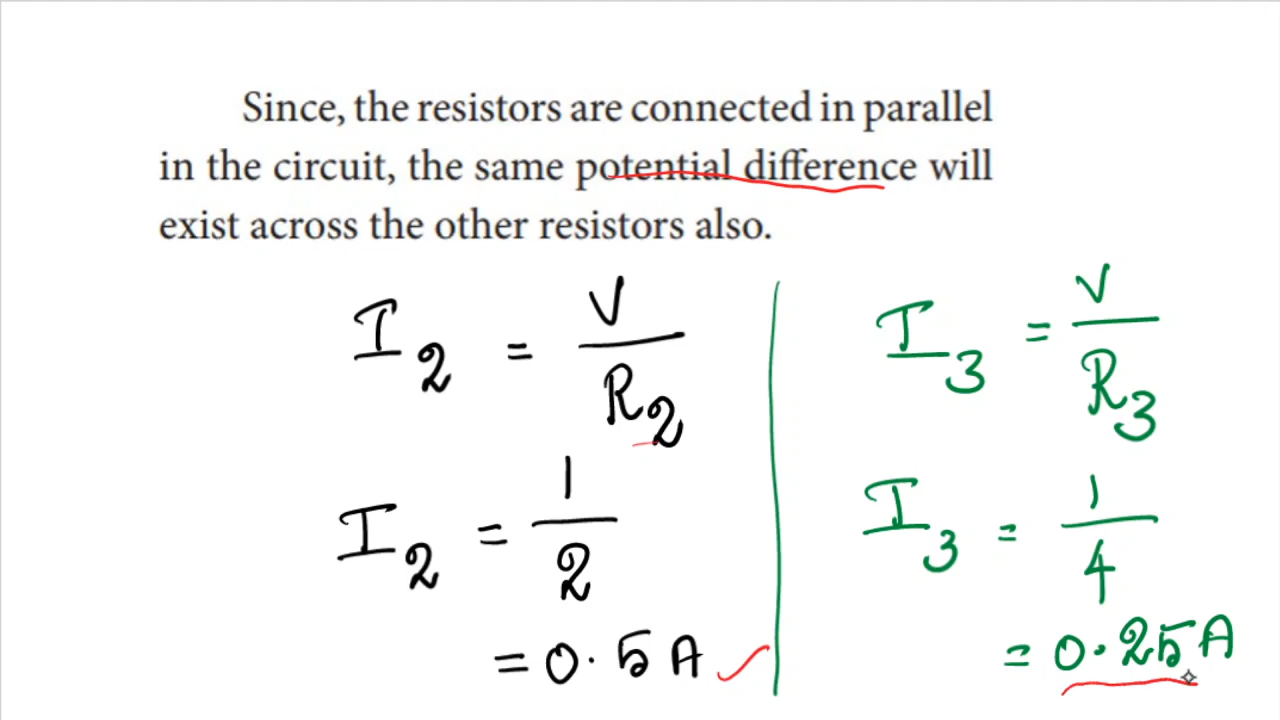 Since, the resistors are connected in parallel
in the circuit, the same potential difference will
exist across the other resistors also.
I₂ = V/R₂
I₂ = 1/2
= 0.5 A
I₃ = V/R₃
I₃ = 1/4
= 0.25 A